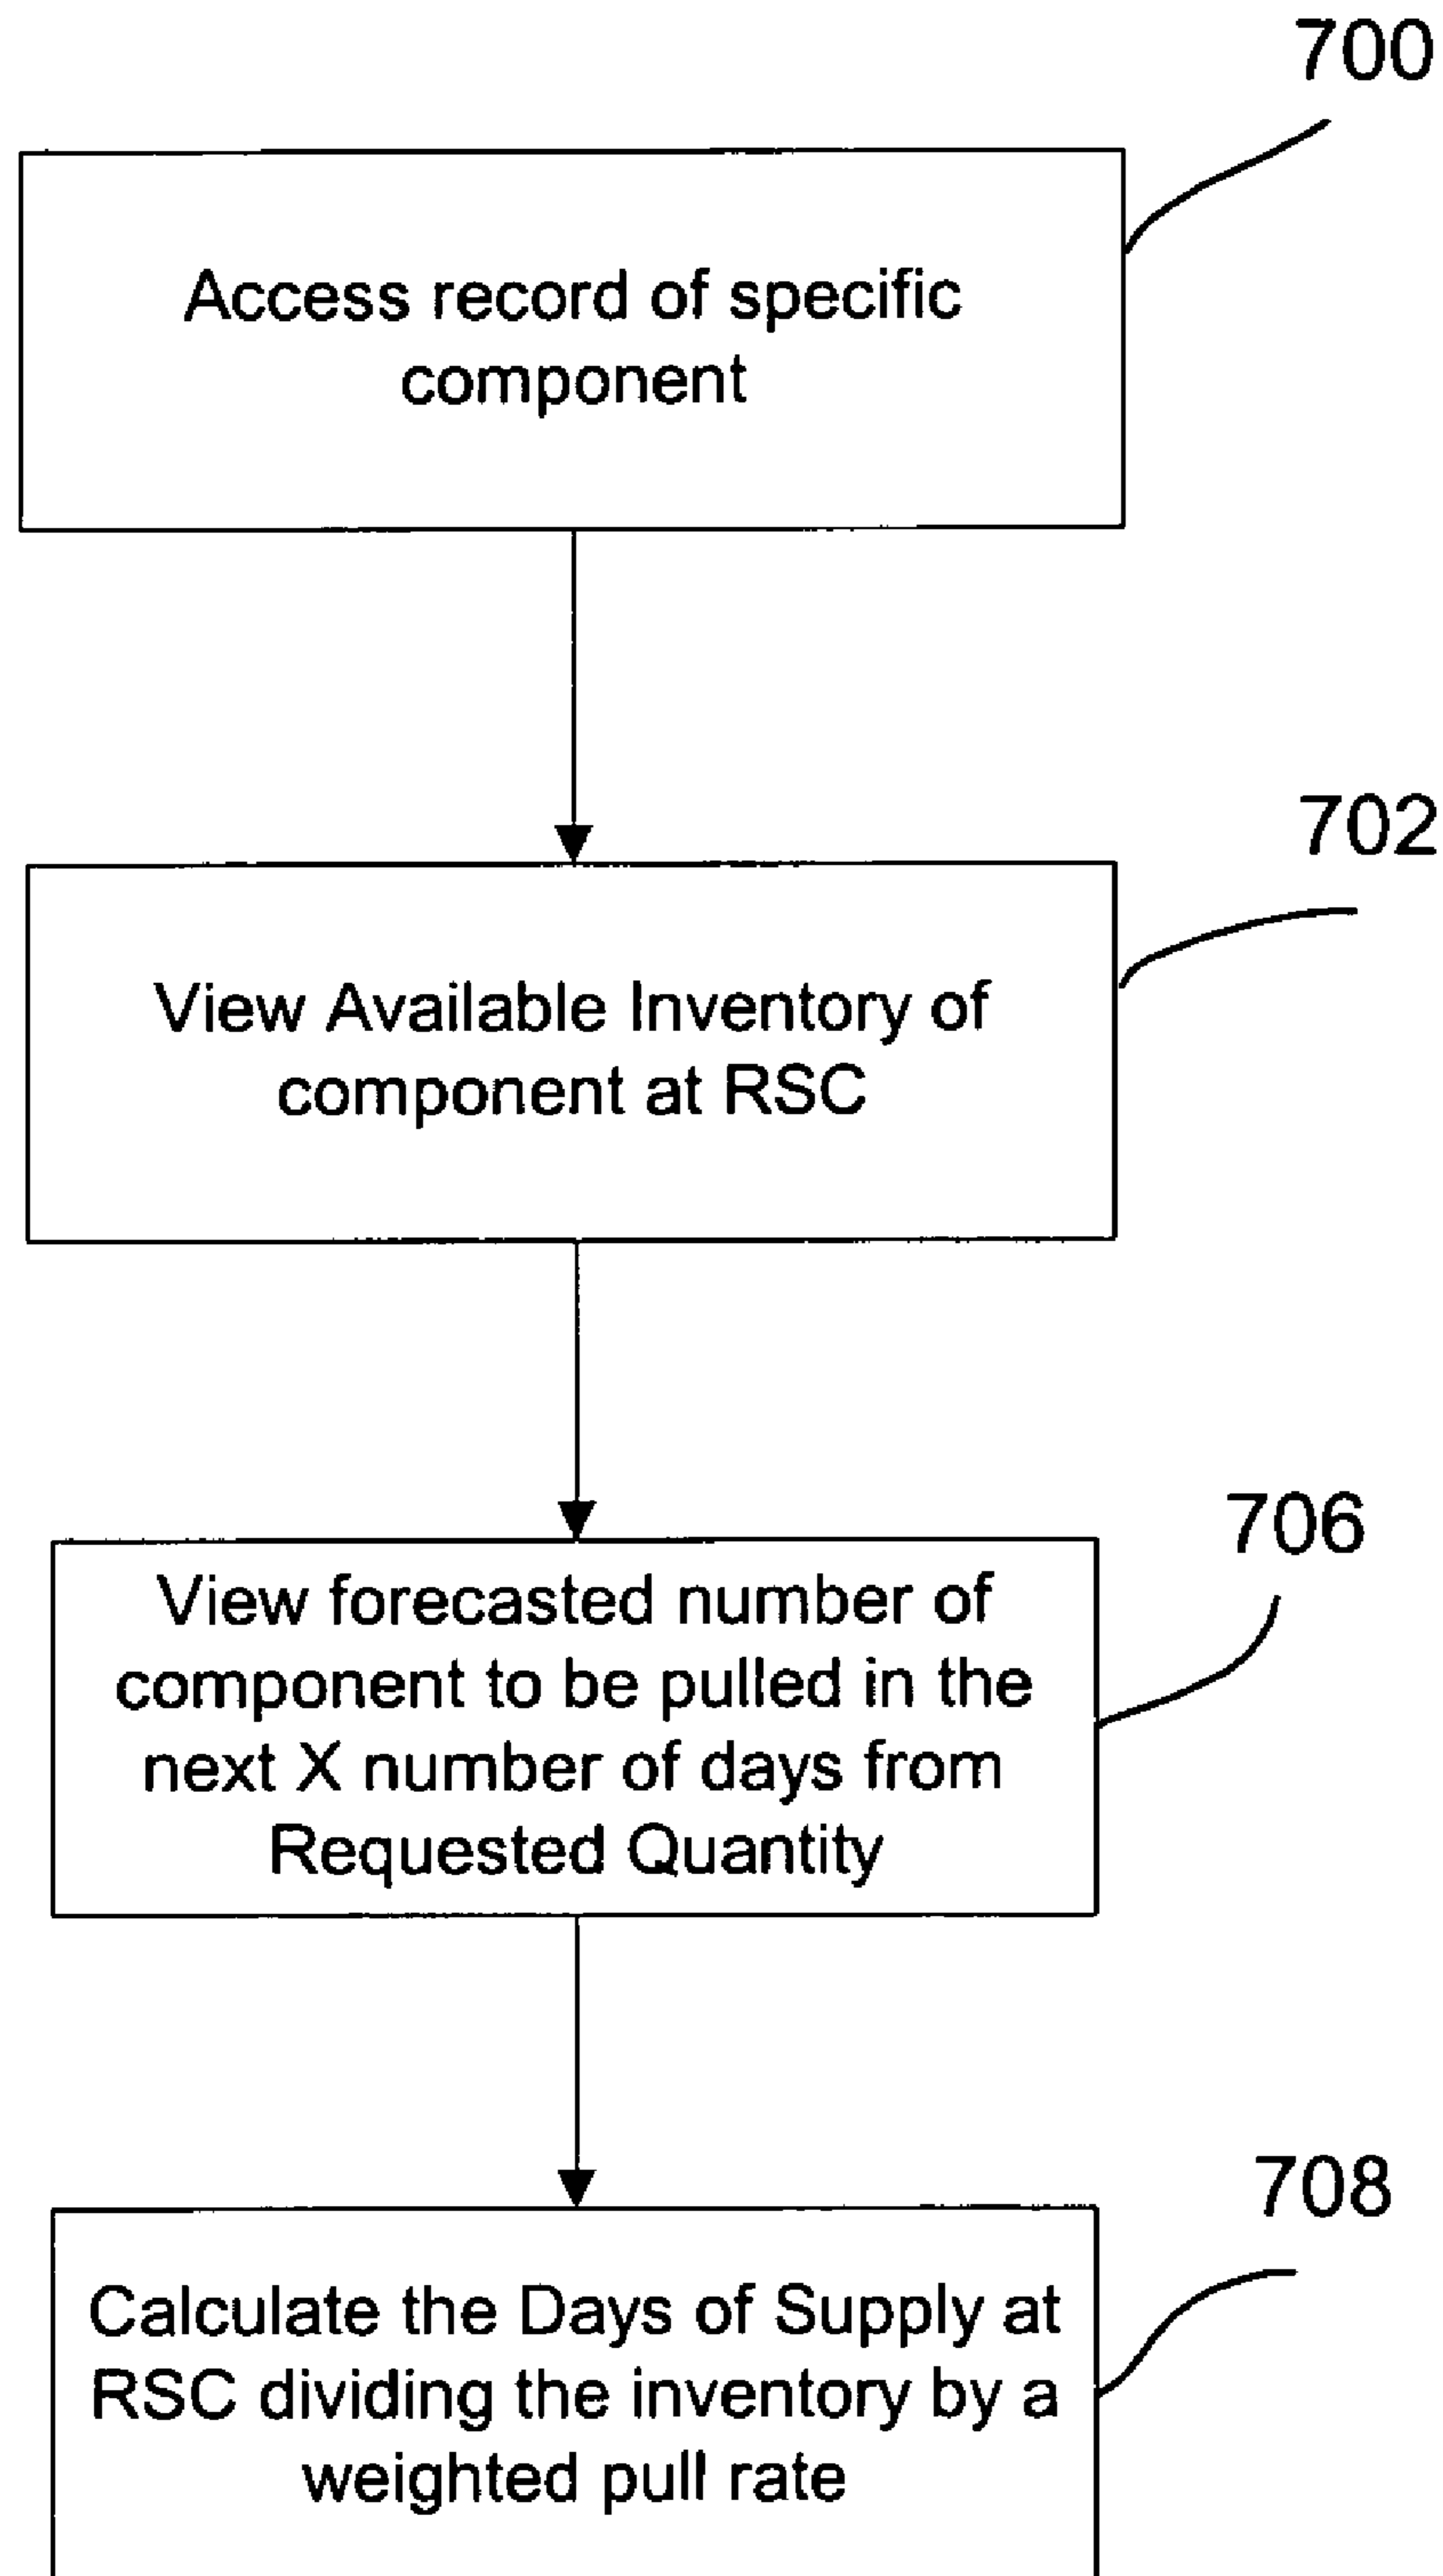 700
Access record of specific
component
702
View Available Inventory of
component at RSC
706
View forecasted number of
component to be pulled in the
next X number of days from
Requested Quantity
708
Calculate the Days of Supply at
RSC dividing the inventory by a
weighted pull rate